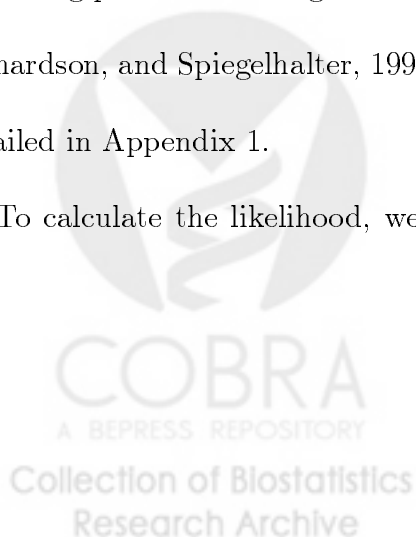 hardson, and Spiegelhalter, 199
ailed in Appendix 1.
To calculate the likelihood, we
COBRA
A BEPRESS REPOSITORY
Collection of Biostatistics
Research Archive